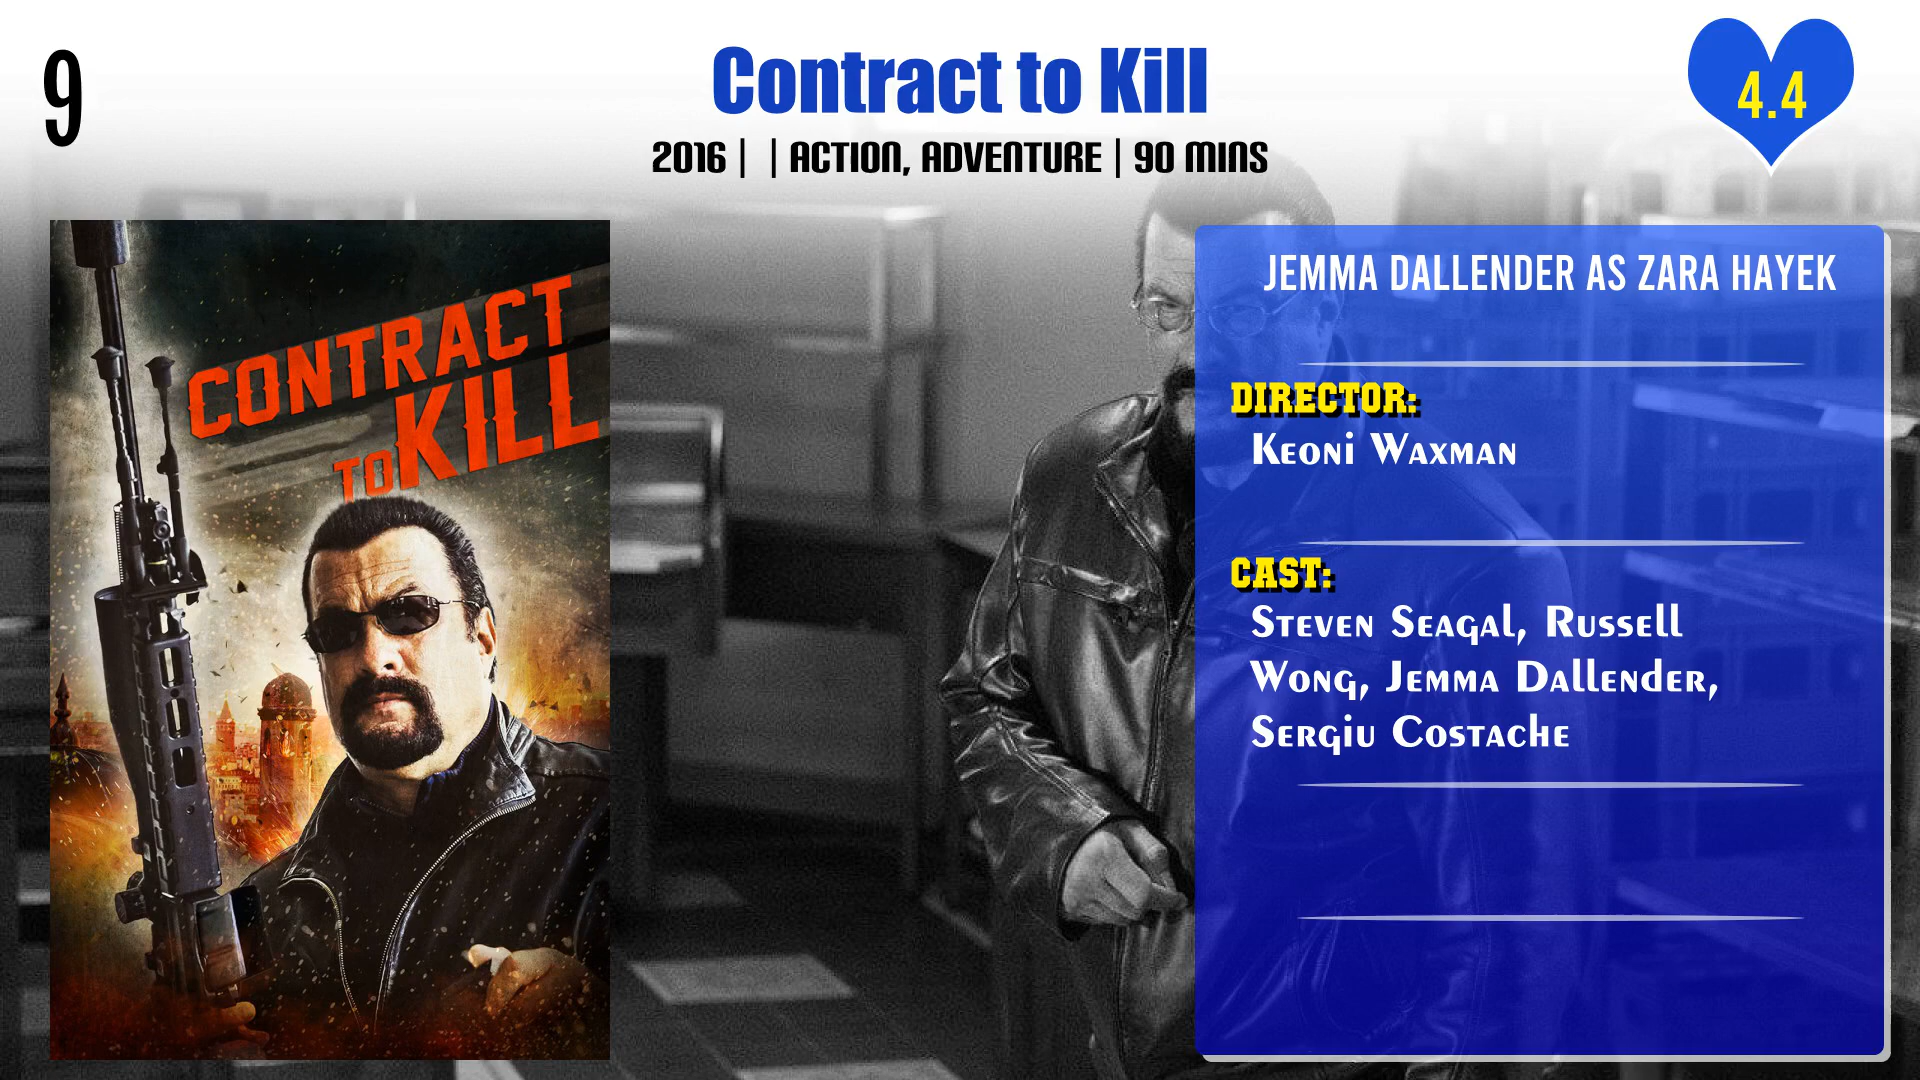 9
Contract to Kill
2016 | | ACTION, ADVENTURE | 90 MINS
4.4
CONTRACT
TO KILL
JEMMA DALLENDER AS ZARA HAYEK
DIRECTOR:
Keoni Waxman
CAST:
Steven Seagal, Russell
Wong, Jemma Dallender,
Sergiu Costache